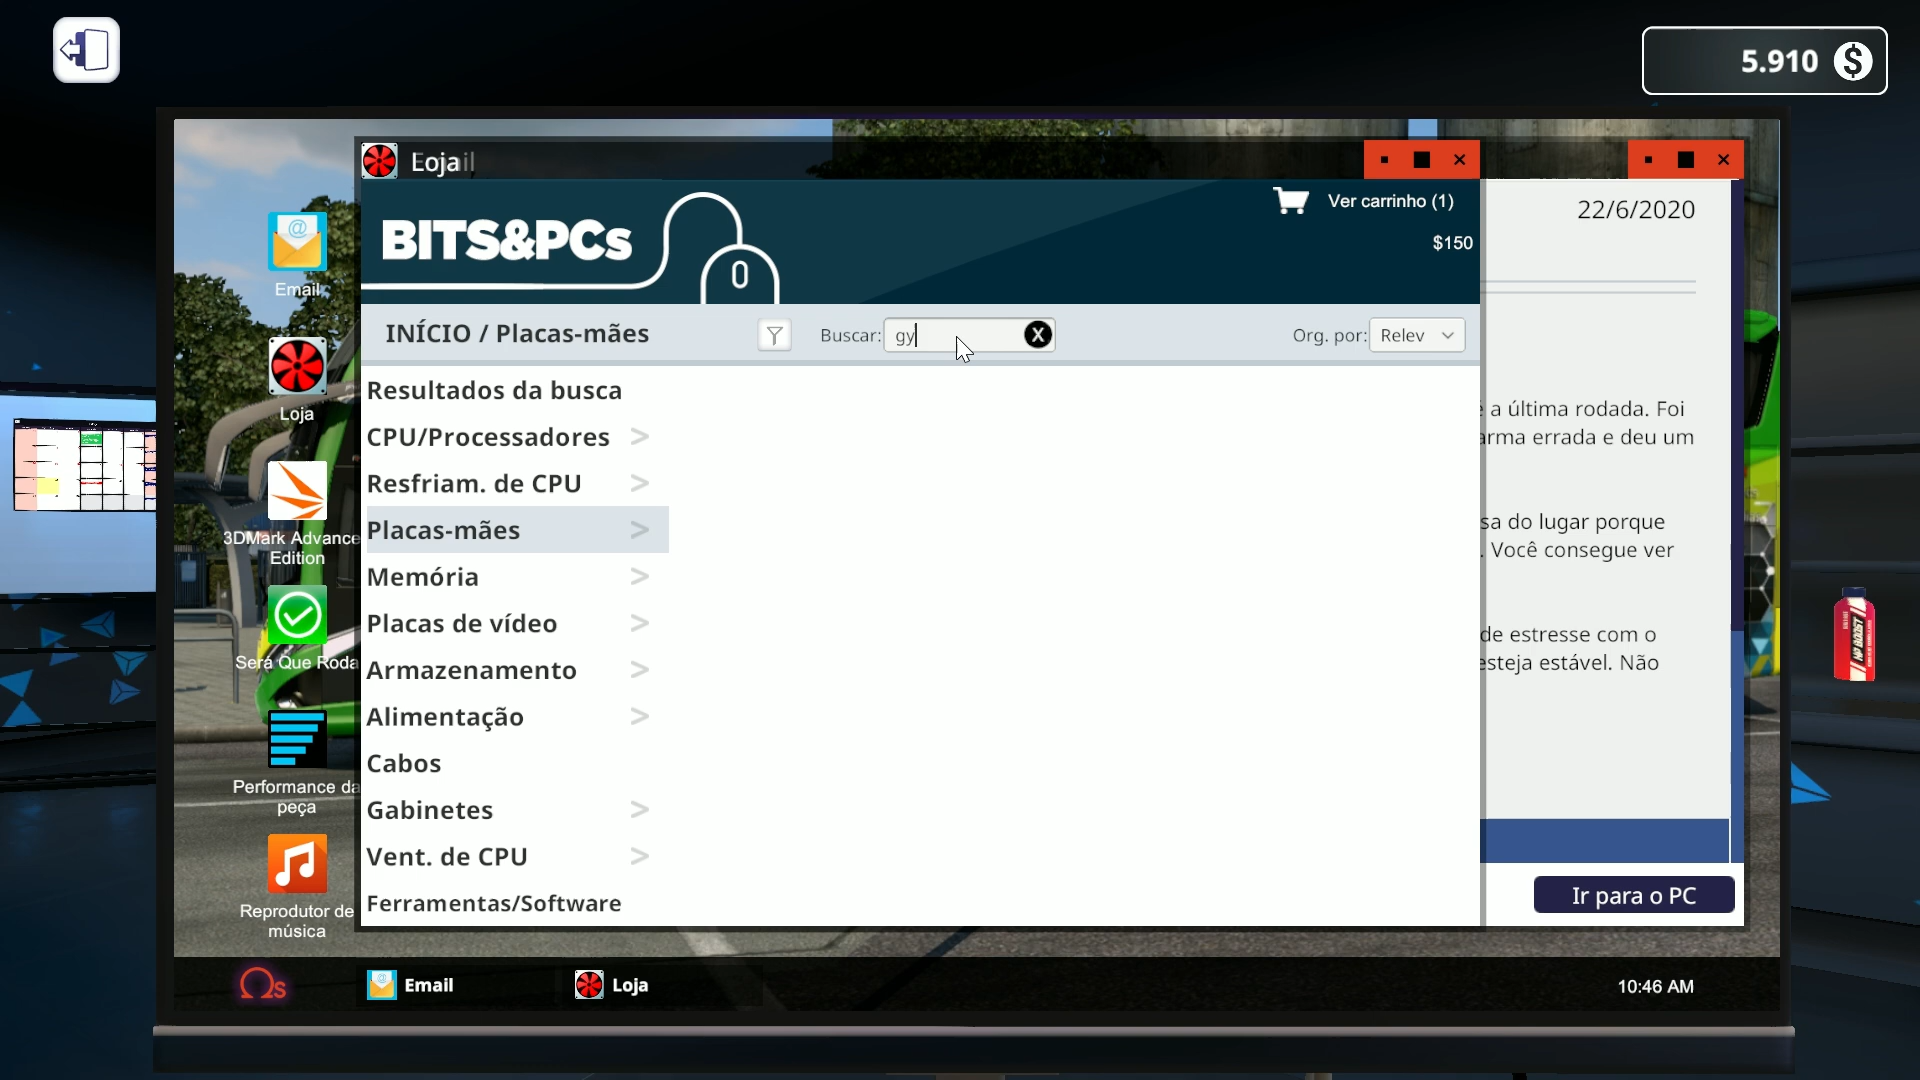 5.910 $
Loja
22/6/2020
BITS&PCs
Ver carrinho (1)
$150
INÍCIO / Placas-mães
Buscar: gy X
Org. por: Relev
Resultados da busca
CPU/Processadores >
Resfriam. de CPU >
Placas-mães >
Memória >
Placas de vídeo >
Armazenamento >
Alimentação >
Cabos
Gabinetes >
Vent. de CPU >
Ferramentas/Software
a última rodada. Foi
arma errada e deu um
do lugar porque
. Você consegue ver
de estresse com o
esteja estável. Não
Ir para o PC
Email
Loja
3DMark Advance
Edition
Será Que Roda
Performance da
peça
Reprodutor de
música
Ωs
Email
Loja
10:46 AM